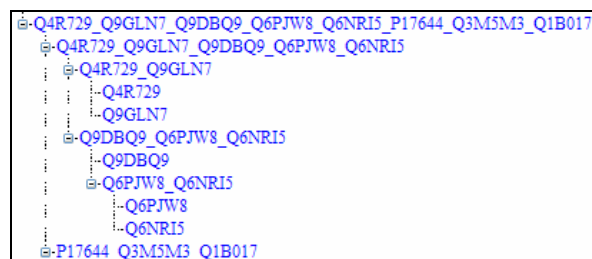 Q4R729_Q9GLN7_Q9DBQ9_Q6PJW8_Q6NRI5_P17644_Q3M5M3_Q1B017
Q4R729_Q9GLN7_Q9DBQ9_Q6PJW8_Q6NRI5
Q4R729_Q9GLN7
Q4R729
Q9GLN7
Q9DBQ9_Q6PJW8_Q6NRI5
Q9DBQ9
Q6PJW8_Q6NRI5
Q6PJW8
Q6NRI5
P17644_Q3M5M3_Q1B017